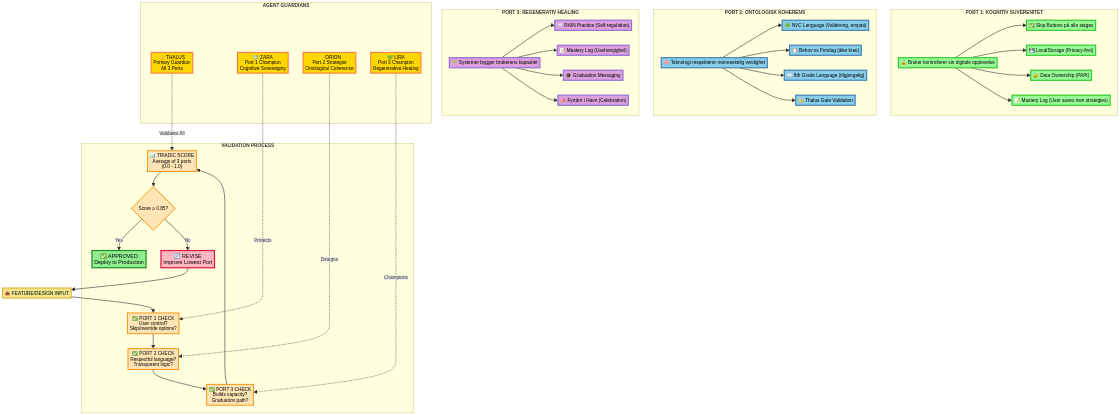 AGENT GUARDIANS
THALUS
Primary Guardian
All 3 Ports
ZARA
Port 1 Champion
Cognitive Sovereignty
ORION
Port 2 Strategist
Ontological Coherence
LIRA
Port 3 Champion
Regenerative Healing
Validates All
Protects
Designs
Champions
VALIDATION PROCESS
TRIADIC SCORE
Average of 3 ports
(0.0 - 1.0)
Score ≥ 0.85?
Yes
No
APPROVED
Deploy to Production
REVISE
Improve Lowest Port
FEATURE/DESIGN INPUT
PORT 1 CHECK
User control?
Skip/override options?
PORT 2 CHECK
Respectful language?
Transparent logic?
PORT 3 CHECK
Builds capacity?
Graduation path?
PORT 3: REGENERATIV HEALING
Systemer bygger brukerens kapasitet
RAIN Practice (Self-regulation)
Mastery Log (Uavhengighet)
Graduation Messaging
Fyrtårn i Havn (Celebration)
PORT 2: ONTOLOGISK KOHERENS
Teknologi respekterer menneskelig verdighet
NVC Language (Validering, empati)
Behov vs Forslag (ikke krav)
8th Grade Language (tilgjengelig)
Thalus Gate Validation
PORT 1: KOGNITIV SUVERENITET
Bruker kontrollerer sin digitale opplevelse
Skip Buttons på alle stages
LocalStorage (Privacy-first)
Data Ownership (PAPI)
Mastery Log (User saves own strategies)